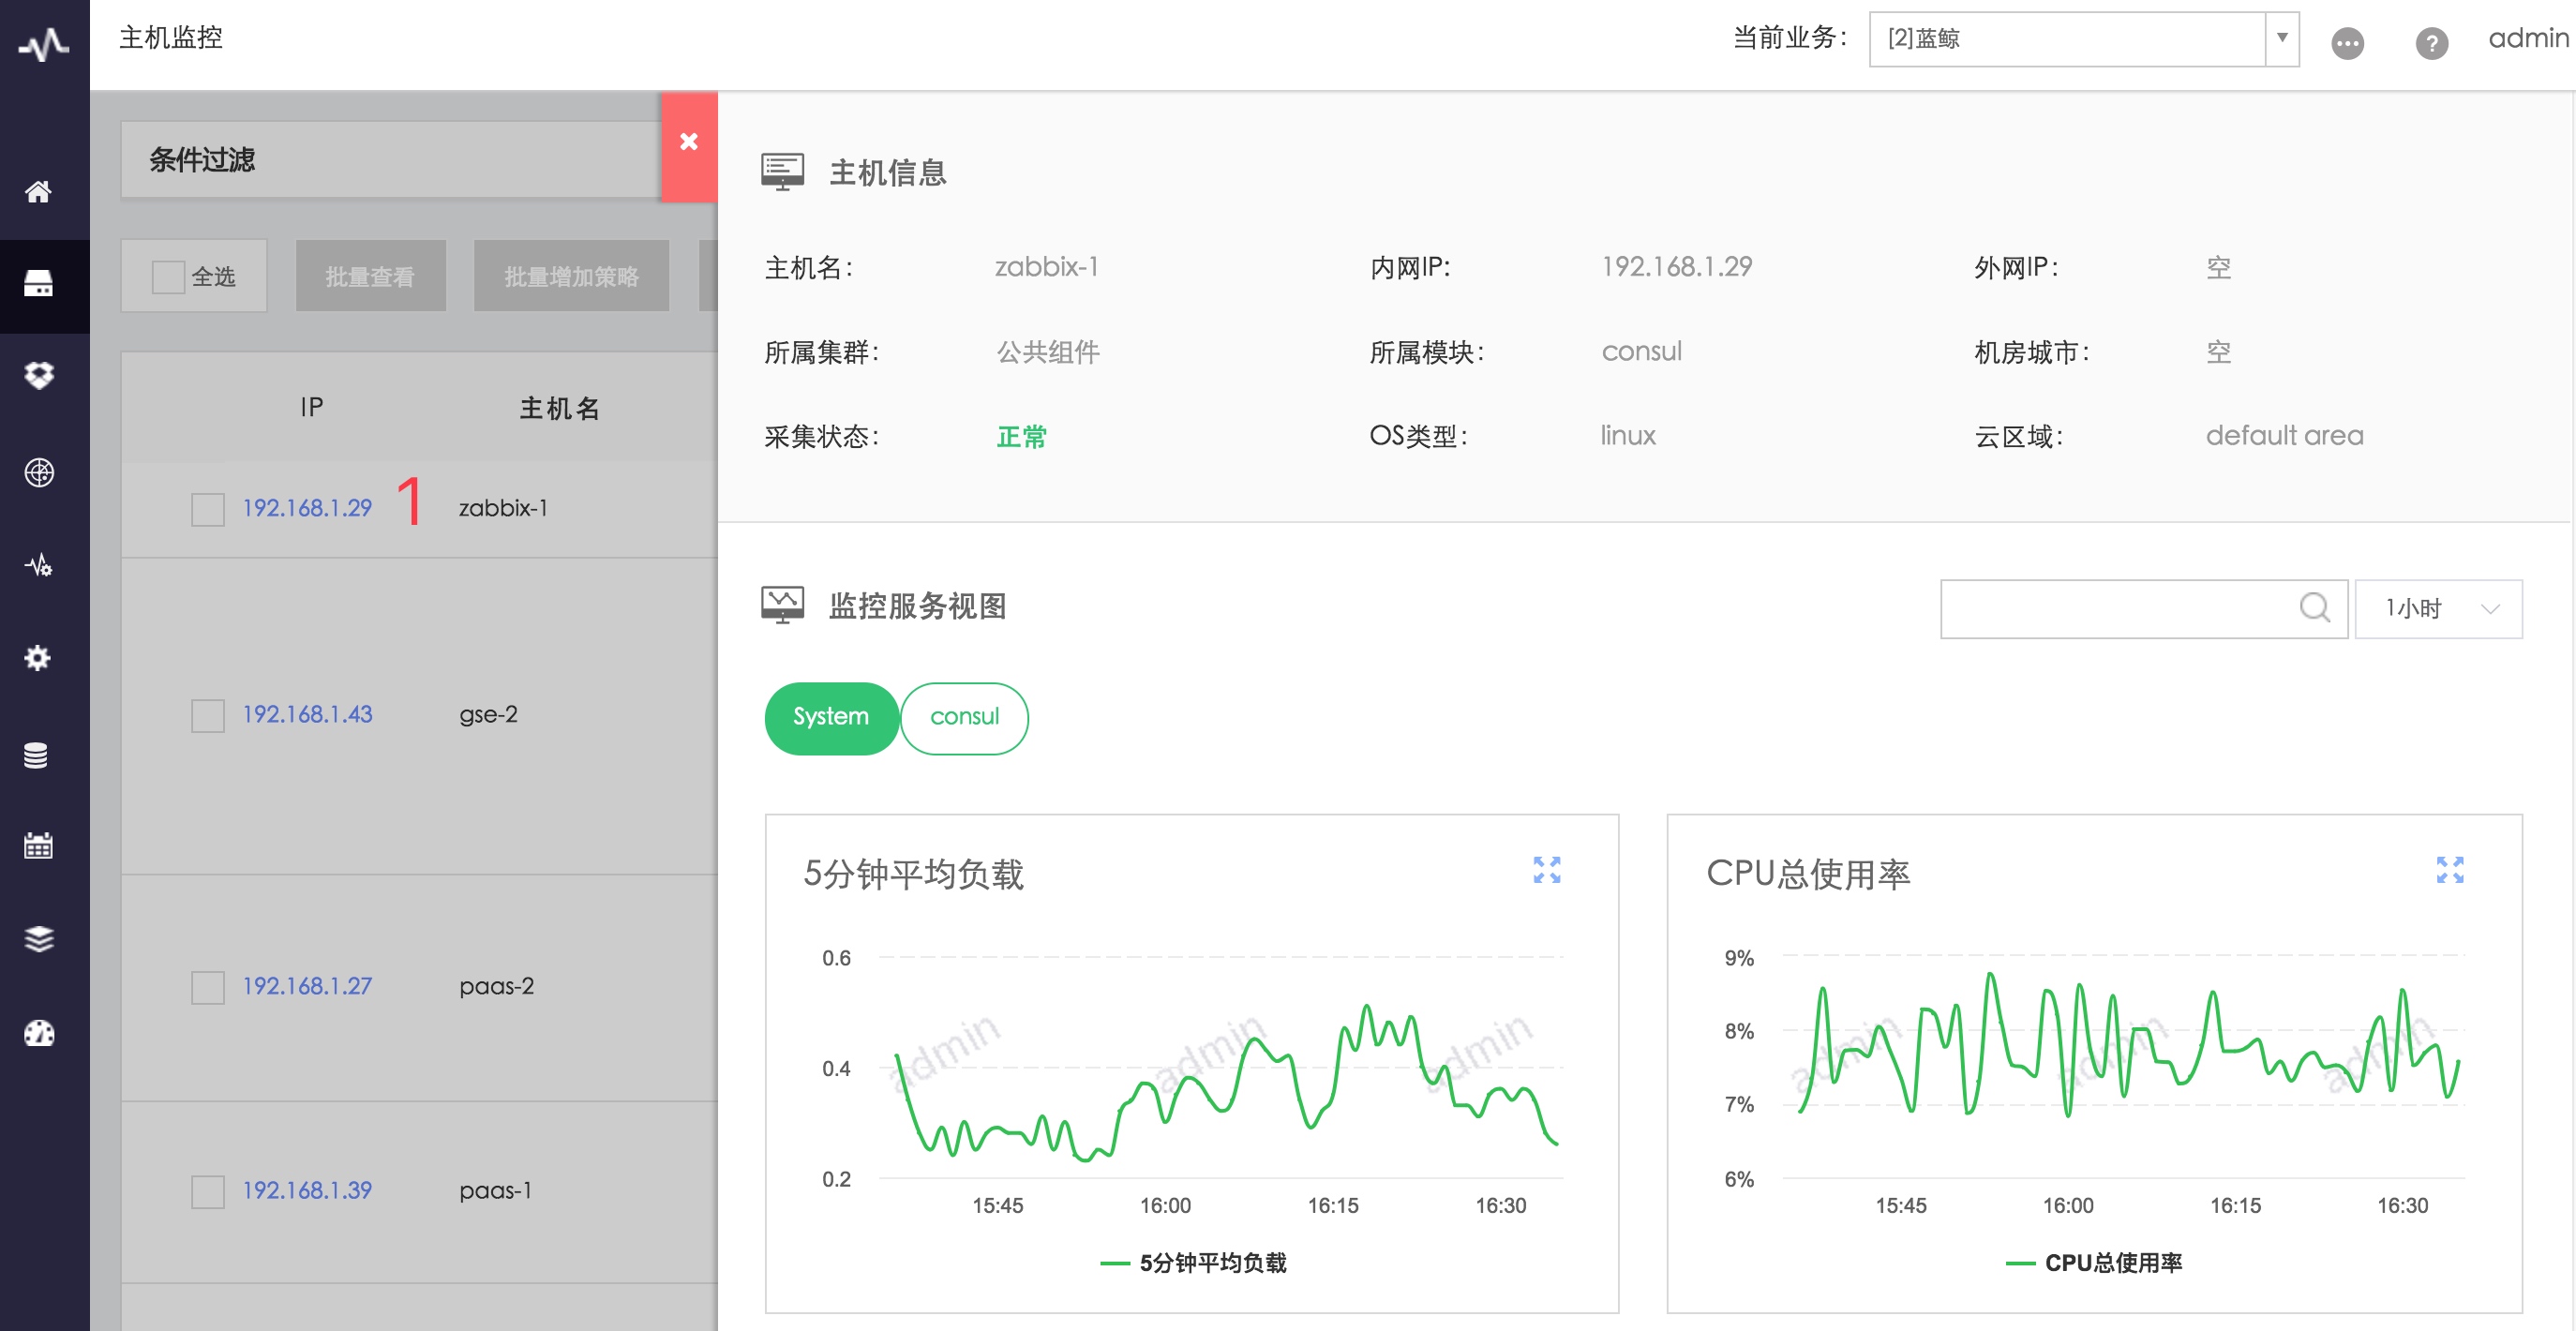 主机监控
当前业务：
[2]蓝鲸
admin
条件过滤
全选
批量查看
批量增加策略
IP 主机名
192.168.1.29 1 zabbix-1
192.168.1.43 gse-2
192.168.1.27 paas-2
192.168.1.39 paas-1
主机信息
主机名： zabbix-1 内网IP: 192.168.1.29 外网IP: 空
所属集群： 公共组件 所属模块： consul 机房城市： 空
采集状态： 正常 OS类型： linux 云区域： default area
监控服务视图
1小时
System consul
5分钟平均负载
0.6
0.4
0.2
admin admin admin
15:45 16:00 16:15 16:30
5分钟平均负载
CPU总使用率
9%
8%
7%
6%
admin admin admin
15:45 16:00 16:15 16:30
CPU总使用率